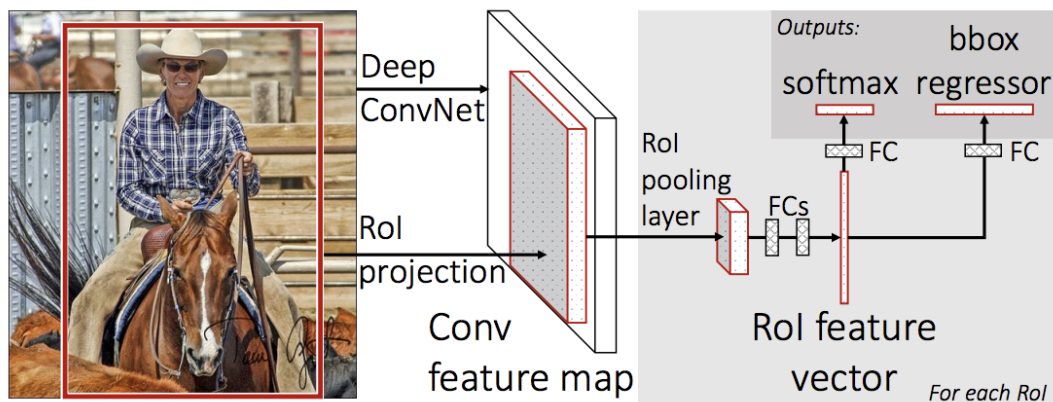 Deep
ConvNet
RoI
projection
Conv
feature map
RoI
pooling
layer
FCs
Outputs:
softmax
bbox
regressor
FC
FC
RoI feature
vector
For each RoI